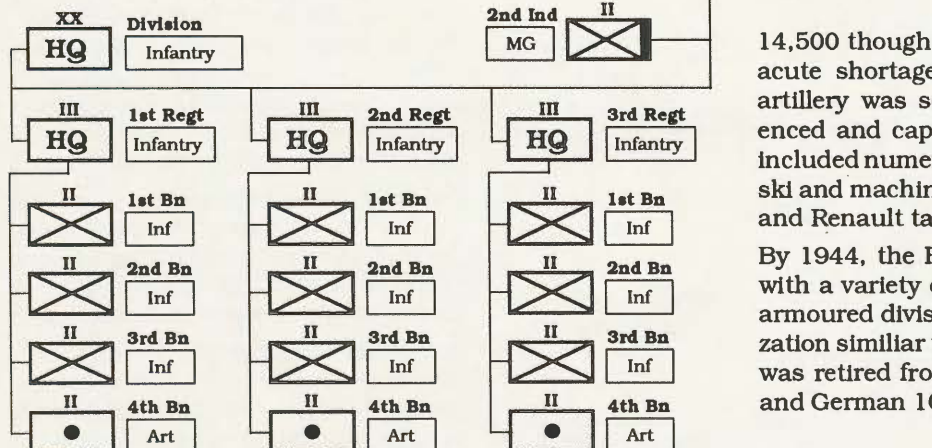 XX Division
HQ Infantry
2nd Ind II
MG
III 1st Regt
HQ Infantry
III 2nd Regt
HQ Infantry
III 3rd Regt
HQ Infantry
II 1st Bn
Inf
II 1st Bn
Inf
II 1st Bn
Inf
II 2nd Bn
Inf
II 2nd Bn
Inf
II 2nd Bn
Inf
II 3rd Bn
Inf
II 3rd Bn
Inf
II 3rd Bn
Inf
II 4th Bn
Art
II 4th Bn
Art
II 4th Bn
Art
14,500 though
acute shortage
artillery was s
enced and cap
included nume
ski and machin
and Renault ta
By 1944, the
with a variety
armoured divis
zation similiar
was retired fro
and German